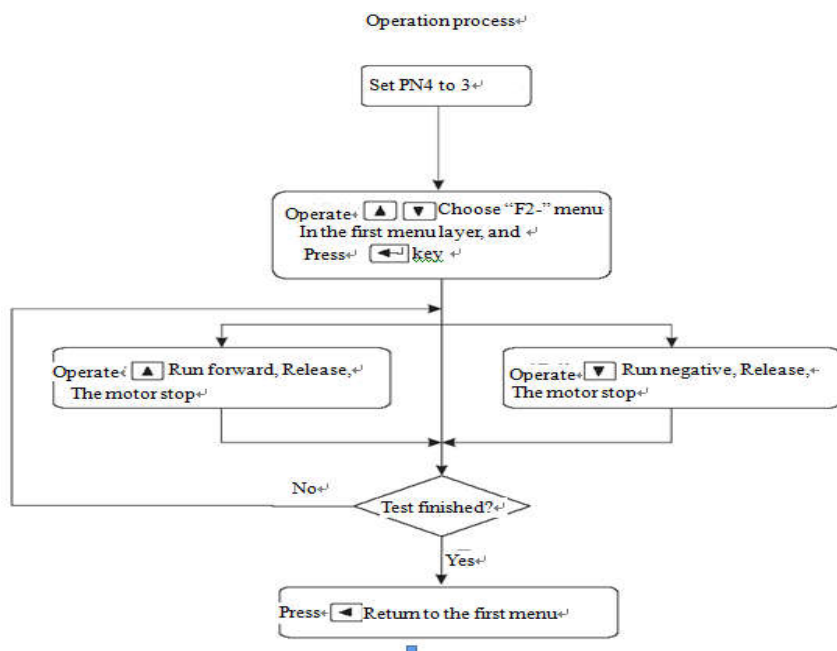 Operation process↵
Set PN4 to 3↵
Operate ▲ ▼ Choose “F2-” menu
In the first menu layer, and ↵
Press↵ key ↵
Operate ▲ Run forward, Release,↵
The motor stop↵
Operate ▼ Run negative, Release,↵
The motor stop↵
No↵
Test finished?↵
Yes↵
Press ◄ Return to the first menu↵